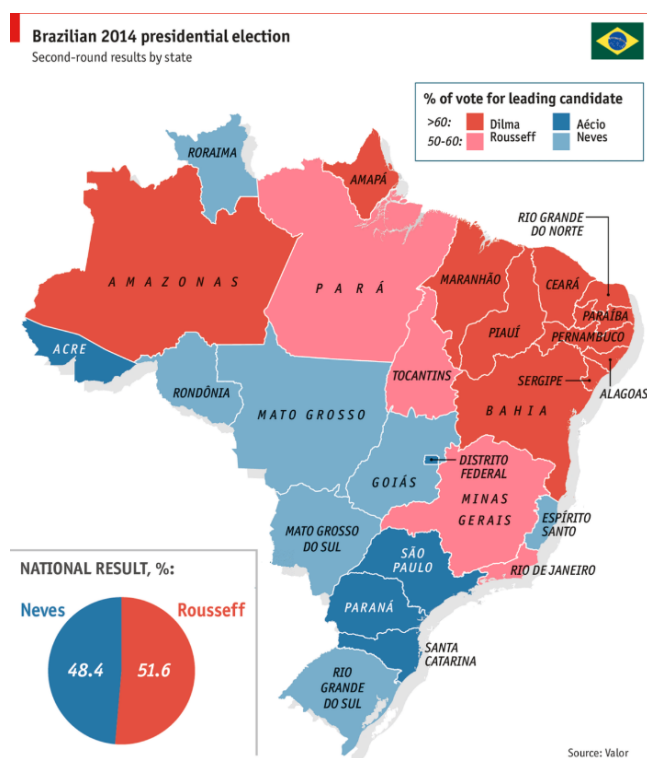 Brazilian 2014 presidential election
Second-round results by state
% of vote for leading candidate
>60:
50-60:
Dilma
Rousseff
Aécio
Neves
RORAIMA
AMAPÁ
RIO GRANDE
DO NORTE
AMAZONAS
PARÁ
MARANHÃO
CEARÁ
PARAÍBA
PIAUÍ
PERNAMBUCO
ACRE
TOCANTINS
SERGIPE
ALAGOAS
RONDÔNIA
MATO GROSSO
BAHIA
DISTRITO
FEDERAL
GOIÁS
MINAS
GERAIS
ESPÍRITO
SANTO
MATO GROSSO
DO SUL
SÃO
PAULO
RIO DE JANEIRO
PARANÁ
SANTA
CATARINA
RIO
GRANDE
DO SUL
NATIONAL RESULT, %:
Neves
Rousseff
48.4
51.6
Source: Valor